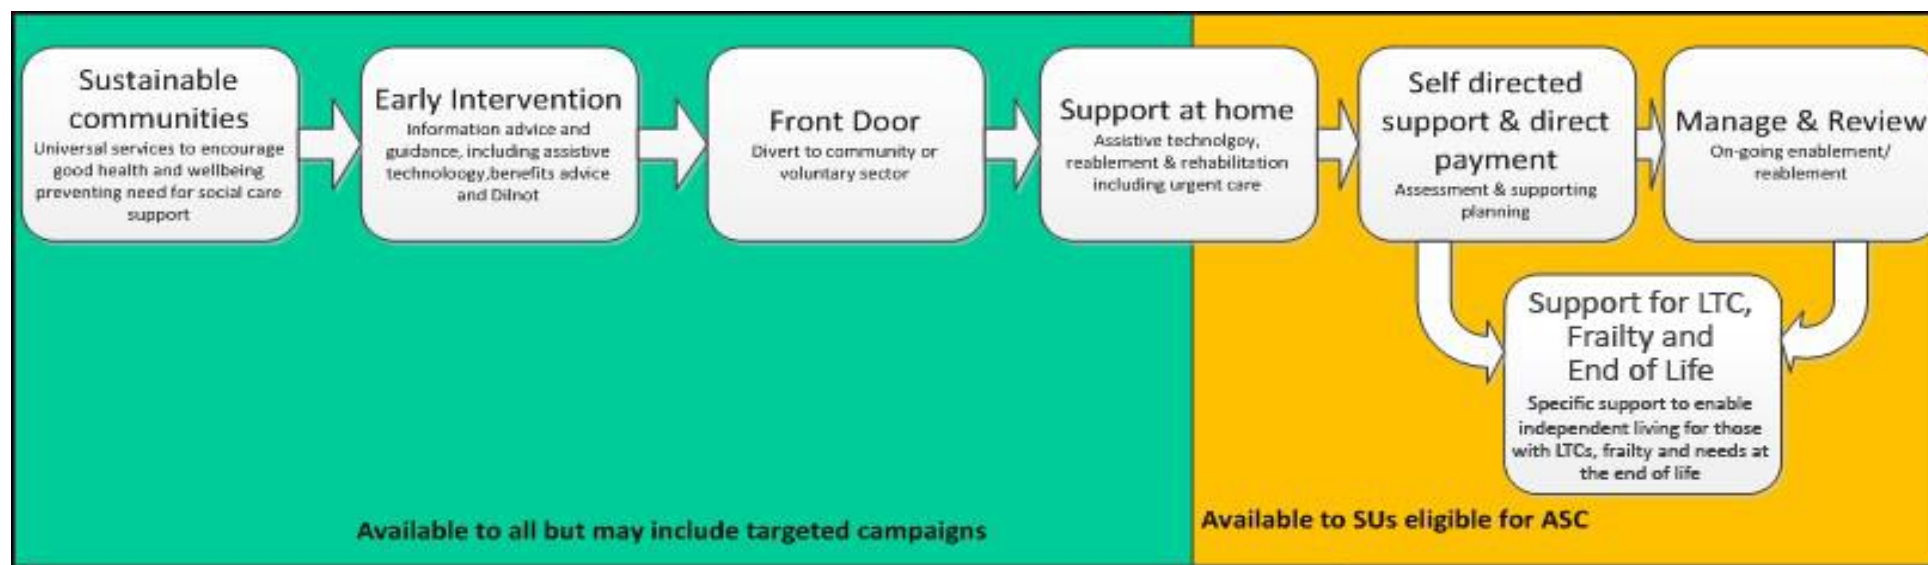 Sustainable
communities
Universal services to encourage
good health and wellbeing
preventing need for social care
support
Early Intervention
Information advice and
guidance, including assistive
technoloogy,benefits advice
and Dilnot
Front Door
Divert to community or
voluntary sector
Support at home
Assistive technolgoy,
reablement & rehabilitation
including urgent care
Self directed
support & direct
payment
Assessment & supporting
planning
Manage & Review
On-going enablement/
reablement
Support for LTC,
Frailty and
End of Life
Specific support to enable
independent living for those
with LTCs, frailty and needs at
the end of life
Available to all but may include targeted campaigns
Available to SUs eligible for ASC